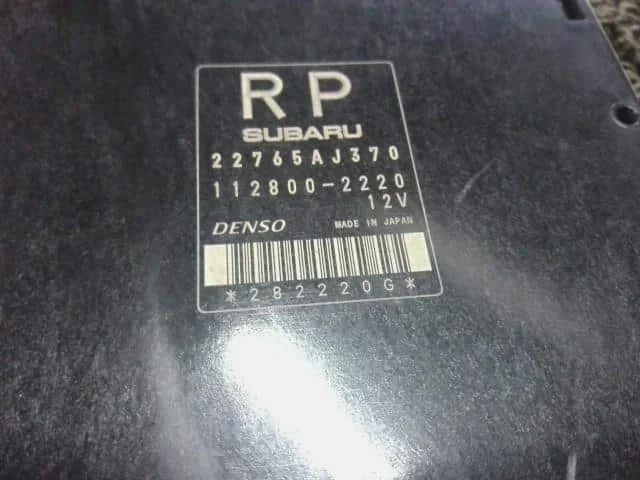 RP
SUBARU
22765AJ370
112800-2220
12V
DENSO MADE IN JAPAN
*282220G*